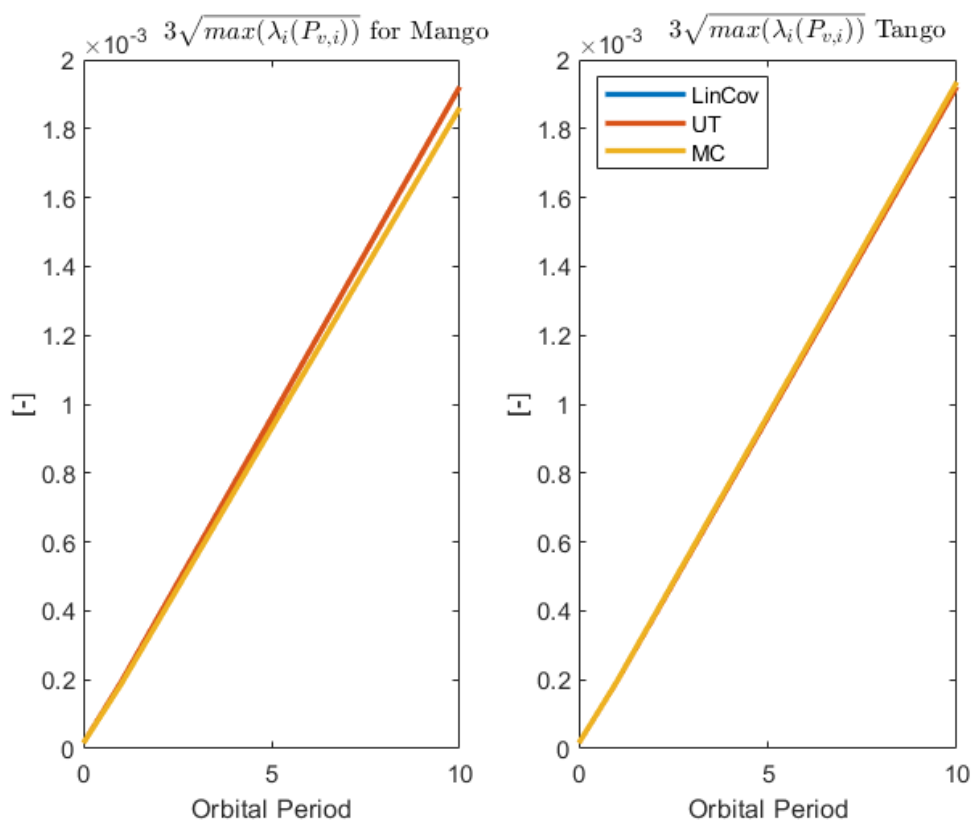 3√max(λi(Pv,i)) for Mango
×10-3
2
1.8
1.6
1.4
1.2
1
0.8
0.6
0.4
0.2
0
[-]
0 5 10
Orbital Period
3√max(λi(Pv,i)) Tango
×10-3
LinCov
UT
MC
2
1.8
1.6
1.4
1.2
1
0.8
0.6
0.4
0.2
0
[-]
0 5 10
Orbital Period